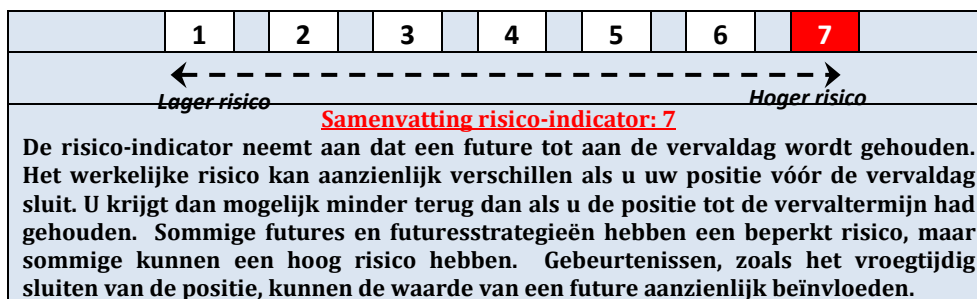 1 2 3 4 5 6 7
Lager risico Hoger risico
Samenvatting risico-indicator: 7
De risico-indicator neemt aan dat een future tot aan de vervaldag wordt gehouden.
Het werkelijke risico kan aanzienlijk verschillen als u uw positie vóór de vervaldag
sluit. U krijgt dan mogelijk minder terug dan als u de positie tot de vervaltermijn had
gehouden. Sommige futures en futuresstrategieën hebben een beperkt risico, maar
sommige kunnen een hoog risico hebben. Gebeurtenissen, zoals het vroegtijdig
sluiten van de positie, kunnen de waarde van een future aanzienlijk beïnvloeden.